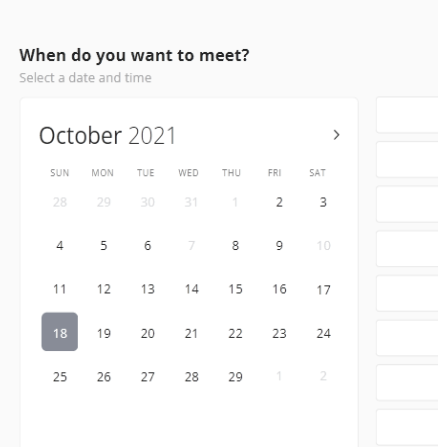 When do you want to meet?
Select a date and time
October 2021
SUN MON TUE WED THU FRI SAT
28 29 30 31 1 2 3
4 5 6 7 8 9 10
11 12 13 14 15 16 17
18 19 20 21 22 23 24
25 26 27 28 29 1 2